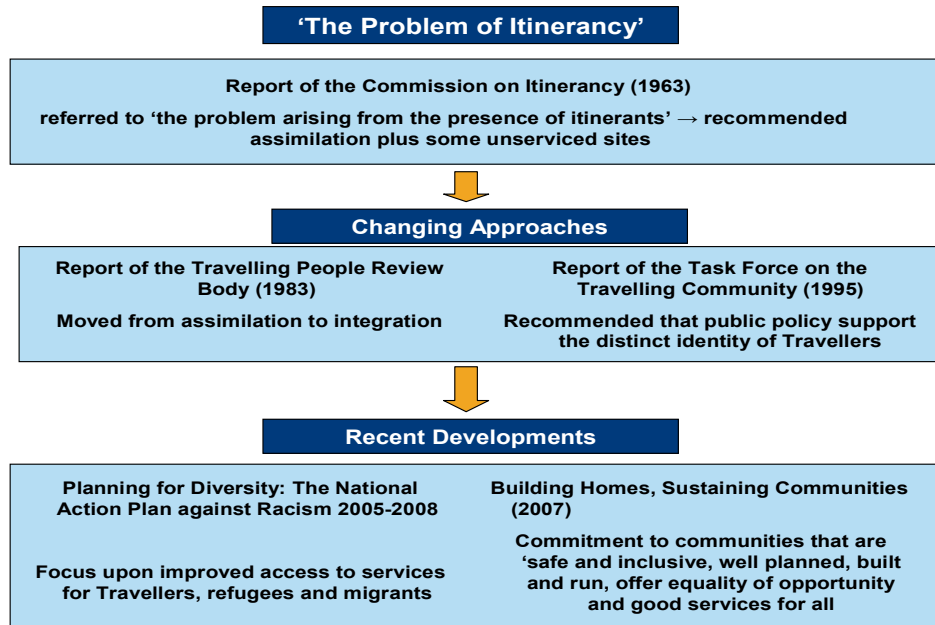 ‘The Problem of Itinerancy’
Report of the Commission on Itinerancy (1963)
referred to ‘the problem arising from the presence of itinerants’ → recommended
assimilation plus some unserviced sites
Changing Approaches
Report of the Travelling People Review
Body (1983)
Moved from assimilation to integration
Report of the Task Force on the
Travelling Community (1995)
Recommended that public policy support
the distinct identity of Travellers
Recent Developments
Planning for Diversity: The National
Action Plan against Racism 2005-2008
Focus upon improved access to services
for Travellers, refugees and migrants
Building Homes, Sustaining Communities
(2007)
Commitment to communities that are
‘safe and inclusive, well planned, built
and run, offer equality of opportunity
and good services for all